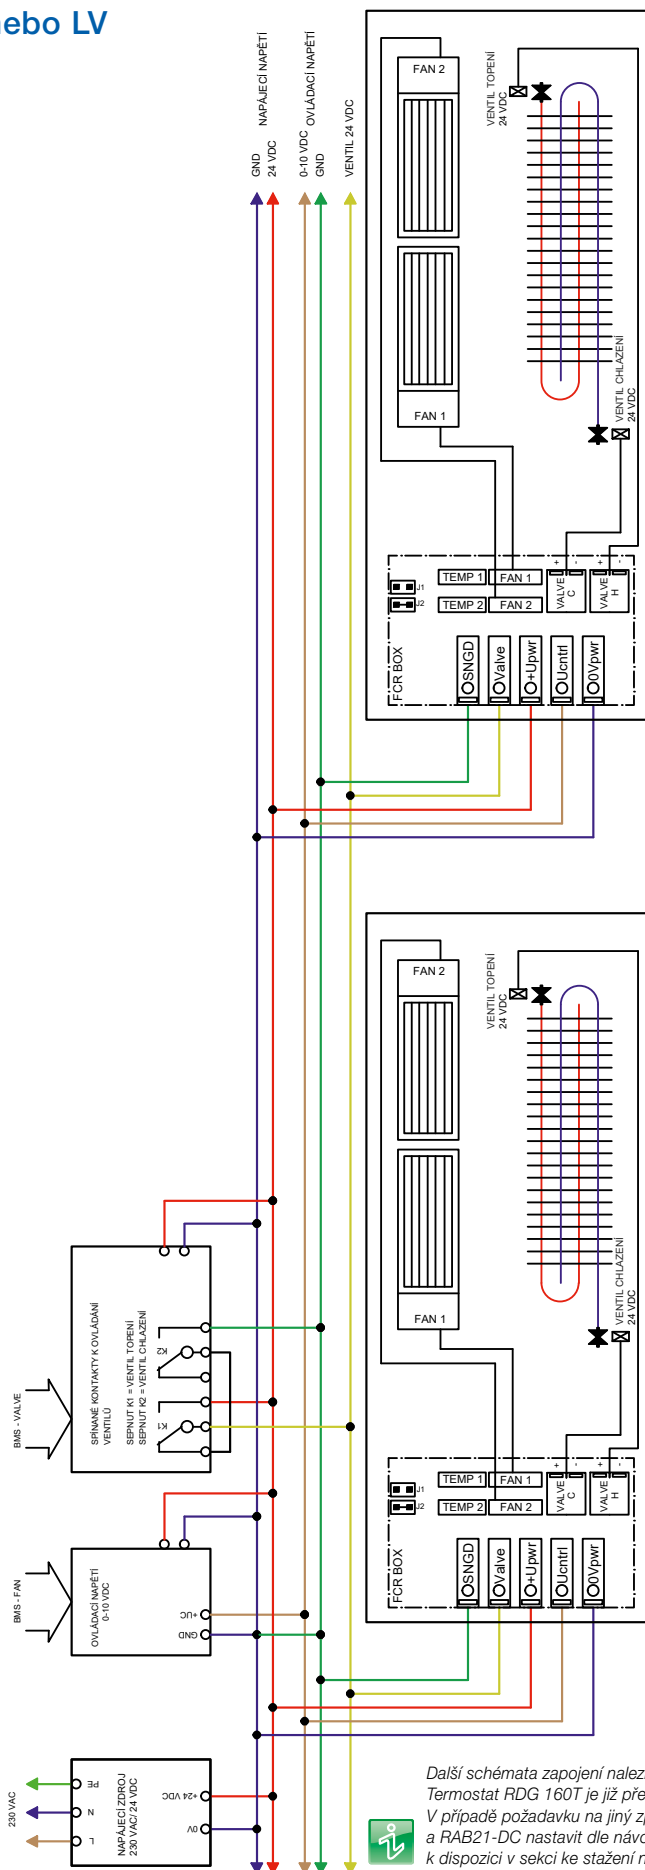 nebo LV
GND
NAPÁJECÍ NAPĚTÍ
24 VDC
0-10 VDC
OVLÁDACÍ NAPĚTÍ
GND
VENTIL 24 VDC
FAN 2
VENTIL TOPENÍ
24 VDC
FAN 1
VENTIL CHLAZENÍ
24 VDC
FCR BOX
J1
J2
TEMP 1
FAN 1
TEMP 2
FAN 2
VALVE
C
+
-
VALVE
H
+
-
SNGD
Valve
+Upwr
Ucntrl
0Vpwr
FAN 2
VENTIL TOPENÍ
24 VDC
FAN 1
VENTIL CHLAZENÍ
24 VDC
FCR BOX
J1
J2
TEMP 1
FAN 1
TEMP 2
FAN 2
VALVE
C
+
-
VALVE
H
+
-
SNGD
Valve
+Upwr
Ucntrl
0Vpwr
BMS - VALVE
SPÍNANÉ KONTAKTY K OVLÁDÁNÍ
VENTILŮ
SEPNUT K1 = VENTIL TOPENÍ
SEPNUT K2 = VENTIL CHLAZENÍ
K2
K1
BMS - FAN
OVLÁDACÍ NAPĚTÍ
0-10 VDC
+UC
GND
230 VAC
PE
N
L
NAPÁJECÍ ZDROJ
230 VAC/ 24 VDC
+24 VDC
0V
Další schémata zapojení nalez
Termostat RDG 160T je již pře
V případě požadavku na jiný zp
a RAB21-DC nastavit dle návo
k dispozici v sekci ke stažení n